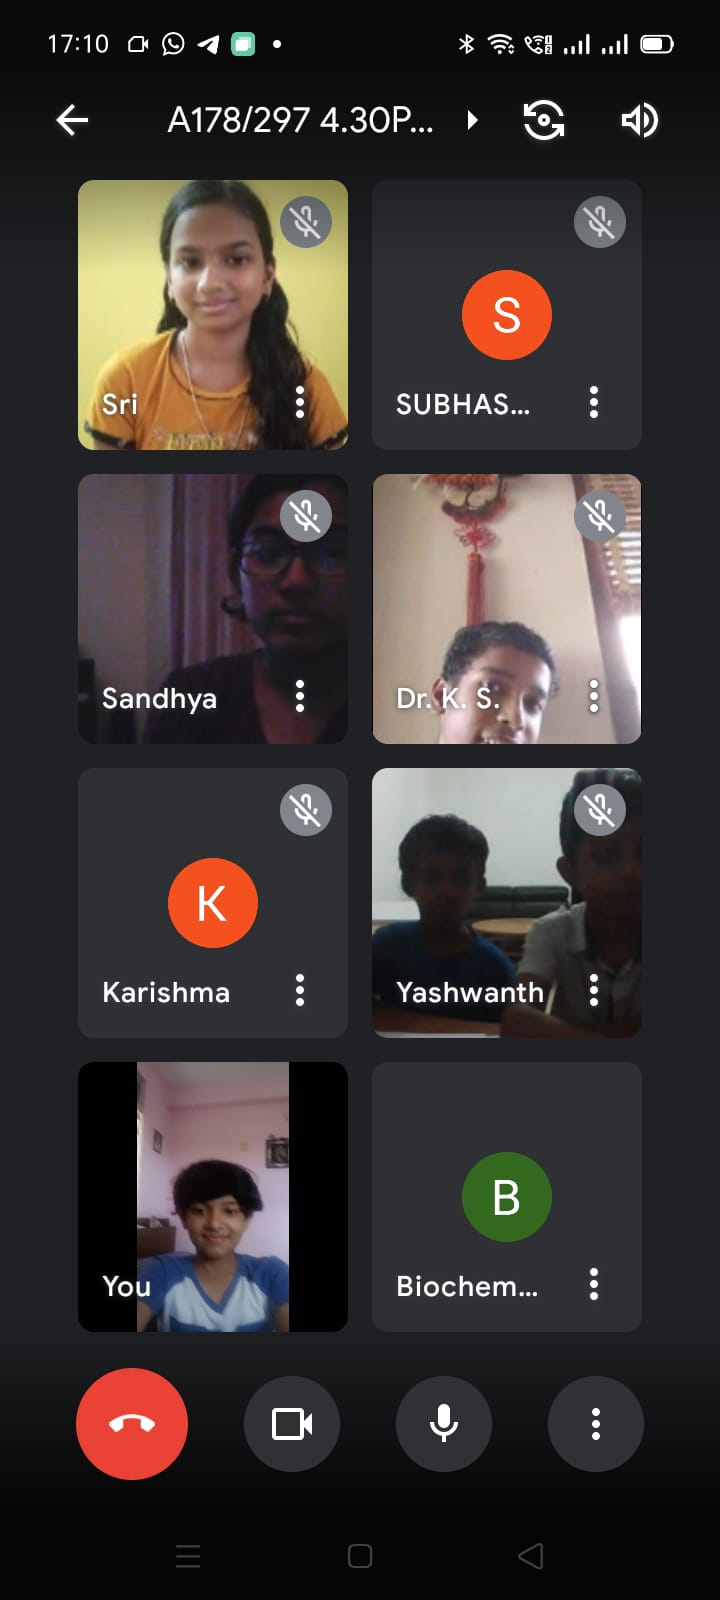 17:10
A178/297 4.30P...
Sri
S
SUBHAS...
Sandhya
Dr. K. S.
K
Karishma
Yashwanth
You
B
Biochem...